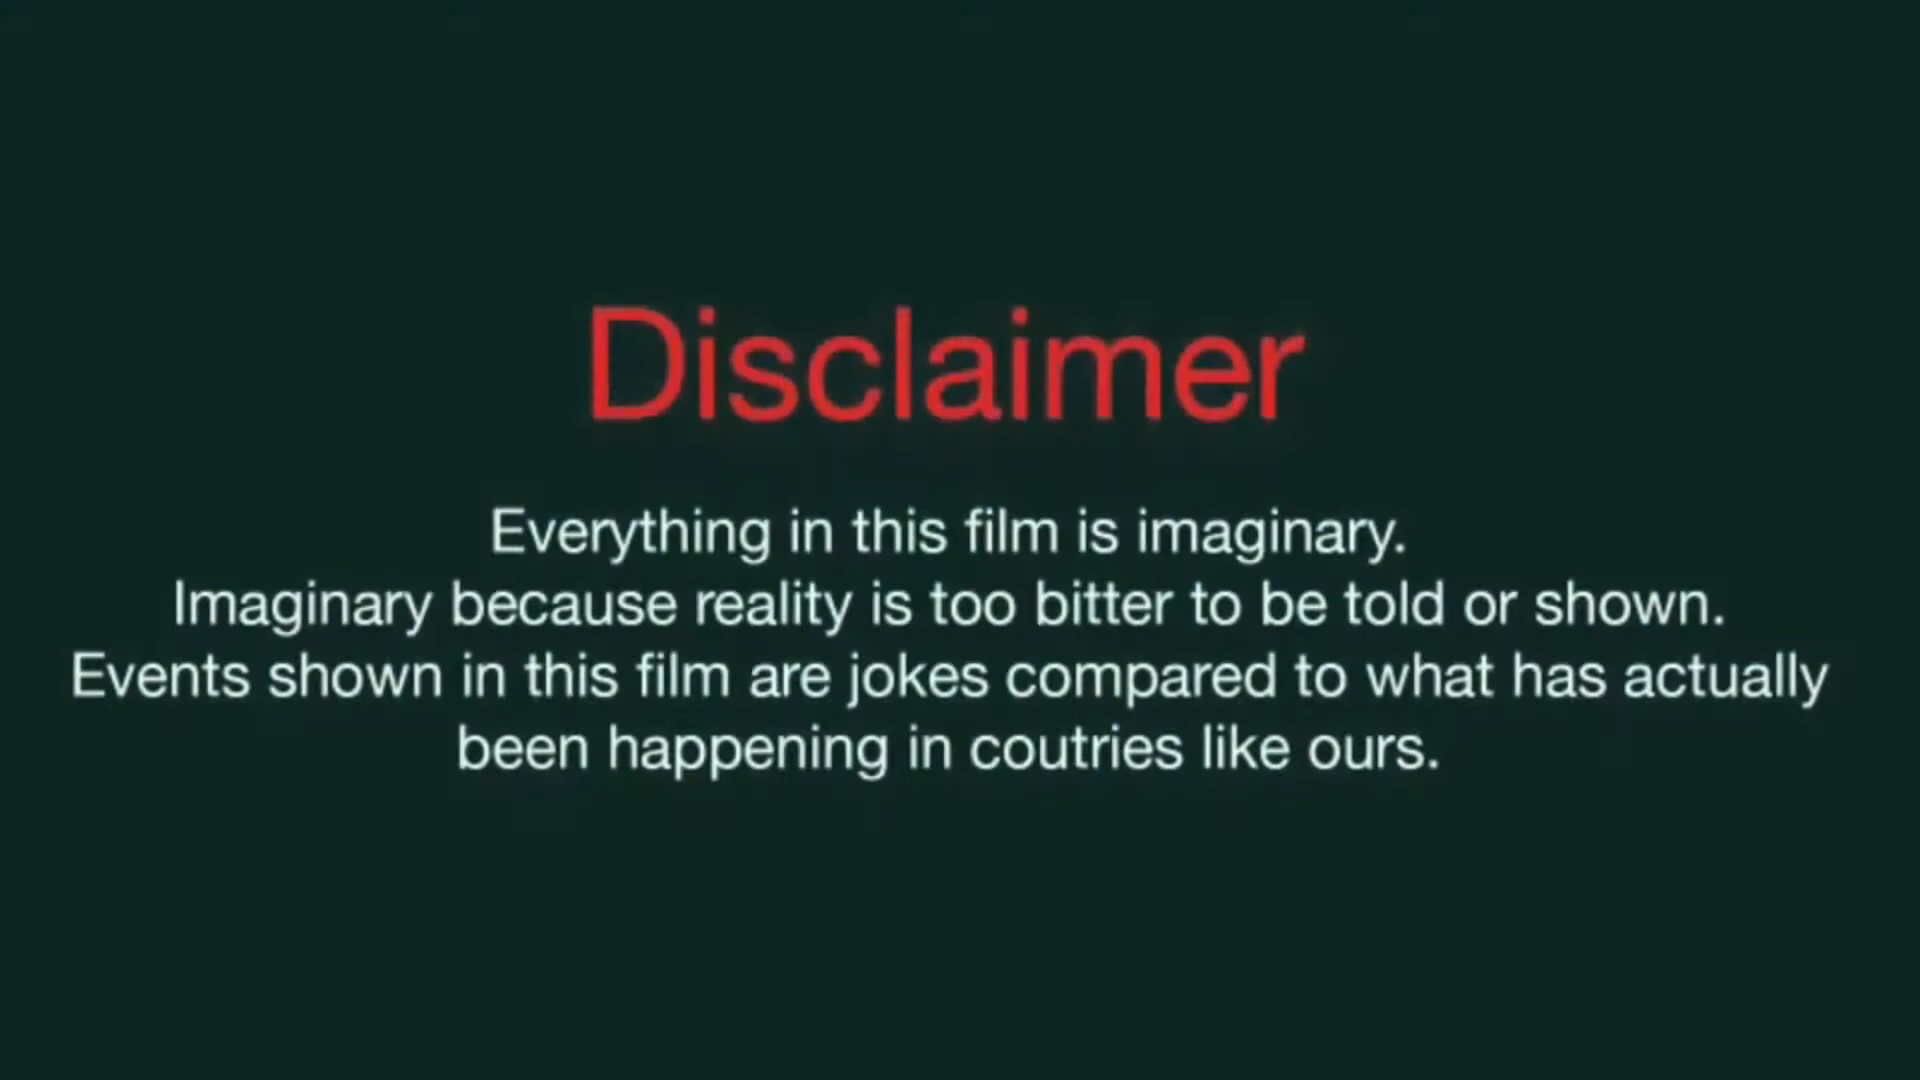 Disclaimer
Everything in this film is imaginary.
Imaginary because reality is too bitter to be told or shown.
Events shown in this film are jokes compared to what has actually
been happening in coutries like ours.